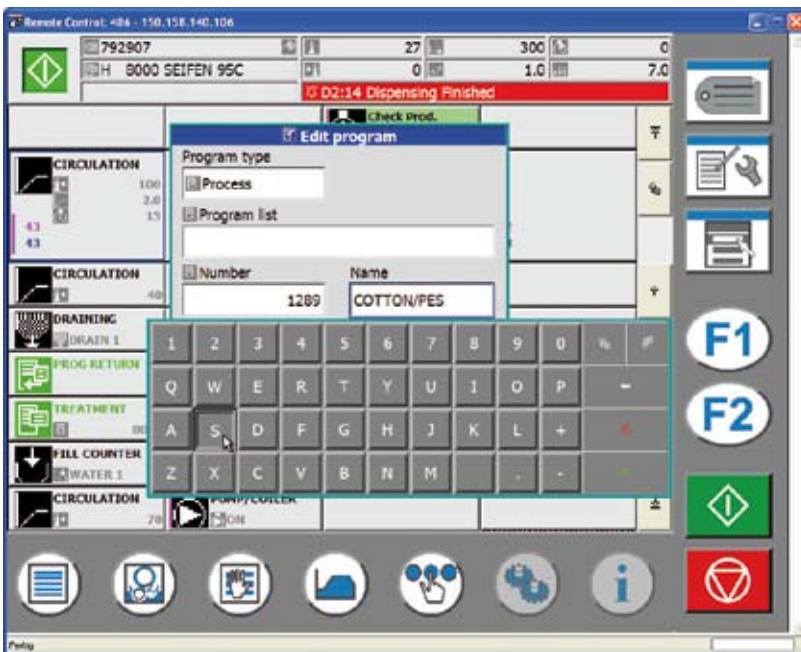 Remote Control: 486 - 150.158.140.106
792907 27 300 0
H 8000 SEIFEN 95C 0 1.0 7.0
D2:14 Dispensing Finished
Check Prod.
Edit program
Program type
Process
Program list
Number Name
1289 COTTON/PES
CIRCULATION
100
2.0
15
43
43
CIRCULATION
40
DRAINING
DRAIN 1
PROG RETURN
TREATMENT
FILL COUNTER
WATER 1
CIRCULATION
70
PUMP/COILER
ON
1 2 3 4 5 6 7 8 9 0
Q W E R T Y U I O P
A S D F G H J K L +
Z X C V B N M . -
F1
F2
i